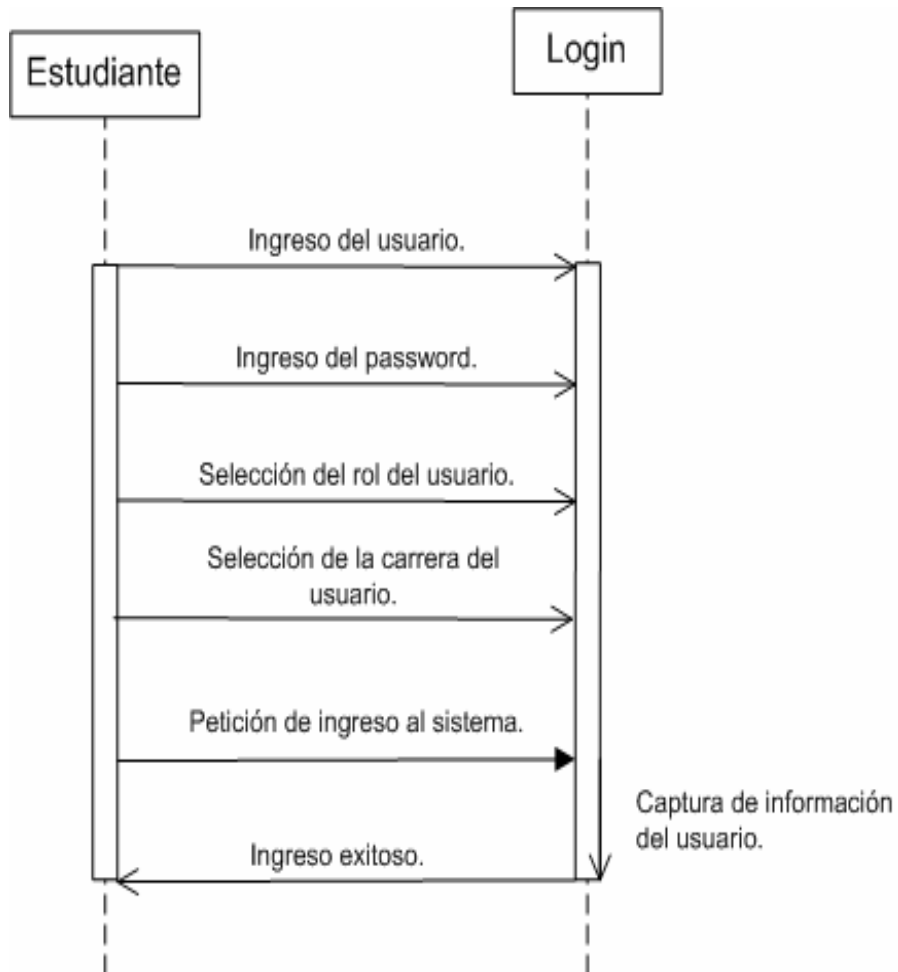 Estudiante
Login
Ingreso del usuario.
Ingreso del password.
Selección del rol del usuario.
Selección de la carrera del
usuario.
Petición de ingreso al sistema.
Captura de información
del usuario.
Ingreso exitoso.